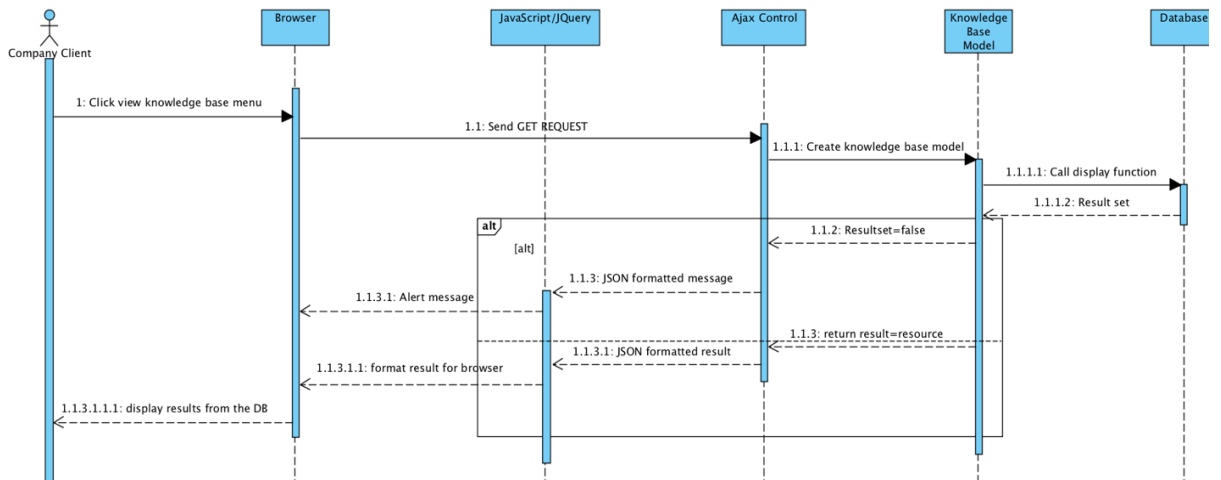 Browser
JavaScript/JQuery
Ajax Control
Knowledge
Base
Model
Database
Company Client
1: Click view knowledge base menu
1.1: Send GET REQUEST
1.1.1: Create knowledge base model
1.1.1.1: Call display function
1.1.1.2: Result set
alt
1.1.2: Resultset=false
[alt]
1.1.3: JSON formatted message
1.1.3.1: Alert message
1.1.3: return result=resource
1.1.3.1: JSON formatted result
1.1.3.1.1: format result for browser
1.1.3.1.1.1: display results from the DB